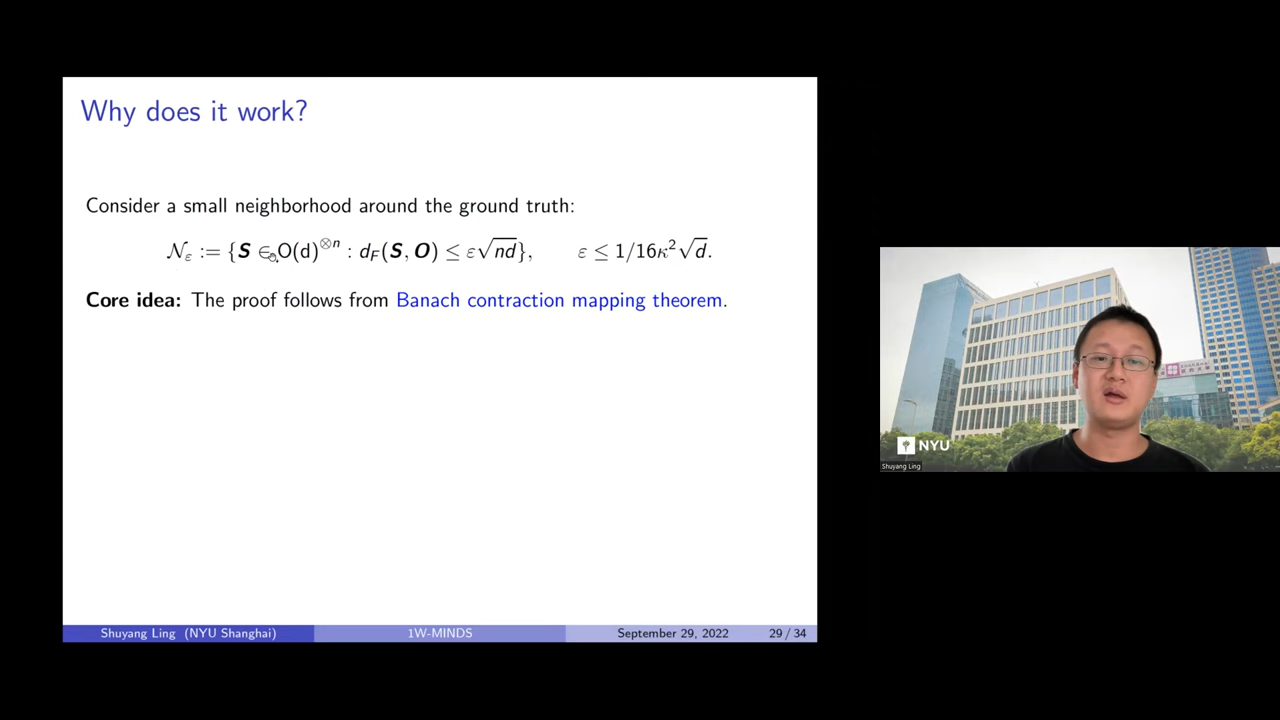 Why does it work?
Consider a small neighborhood around the ground truth:
𝒩_ε := {S ∈ O(d)^{⊗n} : d_F(S, O) ≤ ε√nd}, ε ≤ 1/16κ²√d.
Core idea: The proof follows from Banach contraction mapping theorem.
NYU
Shuyang Ling
Shuyang Ling (NYU Shanghai) 1W-MINDS September 29, 2022 29 / 34